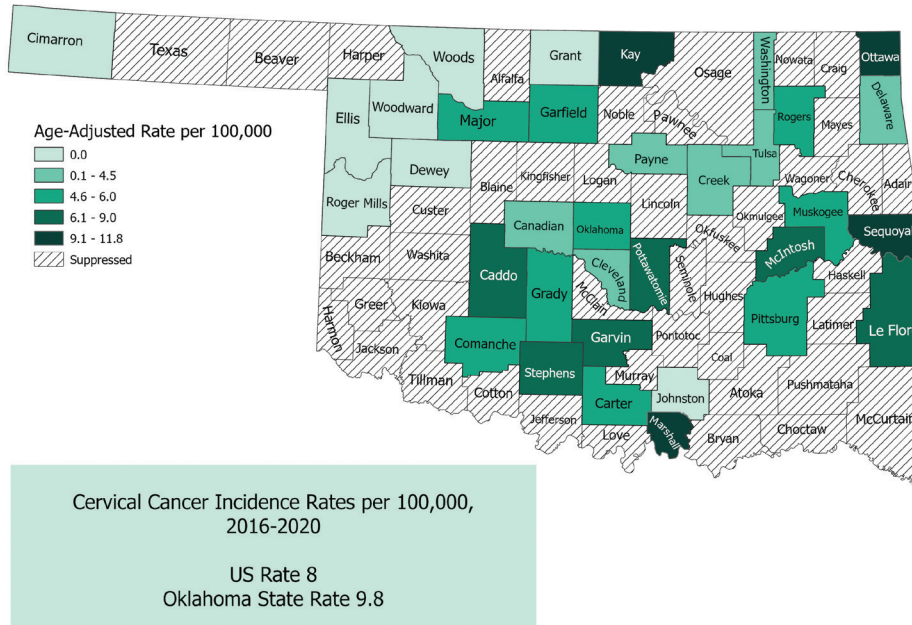 Cimarron
Texas
Beaver
Harper
Woods
Alfalfa
Grant
Kay
Osage
Washington
Nowata
Craig
Ottawa
Delaware
Ellis
Woodward
Major
Garfield
Noble
Pawnee
Rogers
Mayes
Age-Adjusted Rate per 100,000
0.0
0.1 - 4.5
4.6 - 6.0
6.1 - 9.0
9.1 - 11.8
Suppressed
Roger Mills
Dewey
Blaine
Kingfisher
Logan
Payne
Creek
Tulsa
Wagoner
Cherokee
Adair
Custer
Canadian
Oklahoma
Lincoln
Okmulgee
Okfuskee
Muskogee
Sequoyal
Beckham
Washita
Caddo
Grady
Cleveland
McClain
Pottawatomie
Seminole
Hughes
McIntosh
Haskell
Harmon
Greer
Kiowa
Jackson
Comanche
Garvin
Pontotoc
Coal
Pittsburg
Latimer
Le Flor
Tillman
Cotton
Stephens
Murray
Johnston
Atoka
Pushmataha
McCurtain
Jefferson
Carter
Love
Marshall
Bryan
Choctaw
Cervical Cancer Incidence Rates per 100,000,
2016-2020
US Rate 8
Oklahoma State Rate 9.8